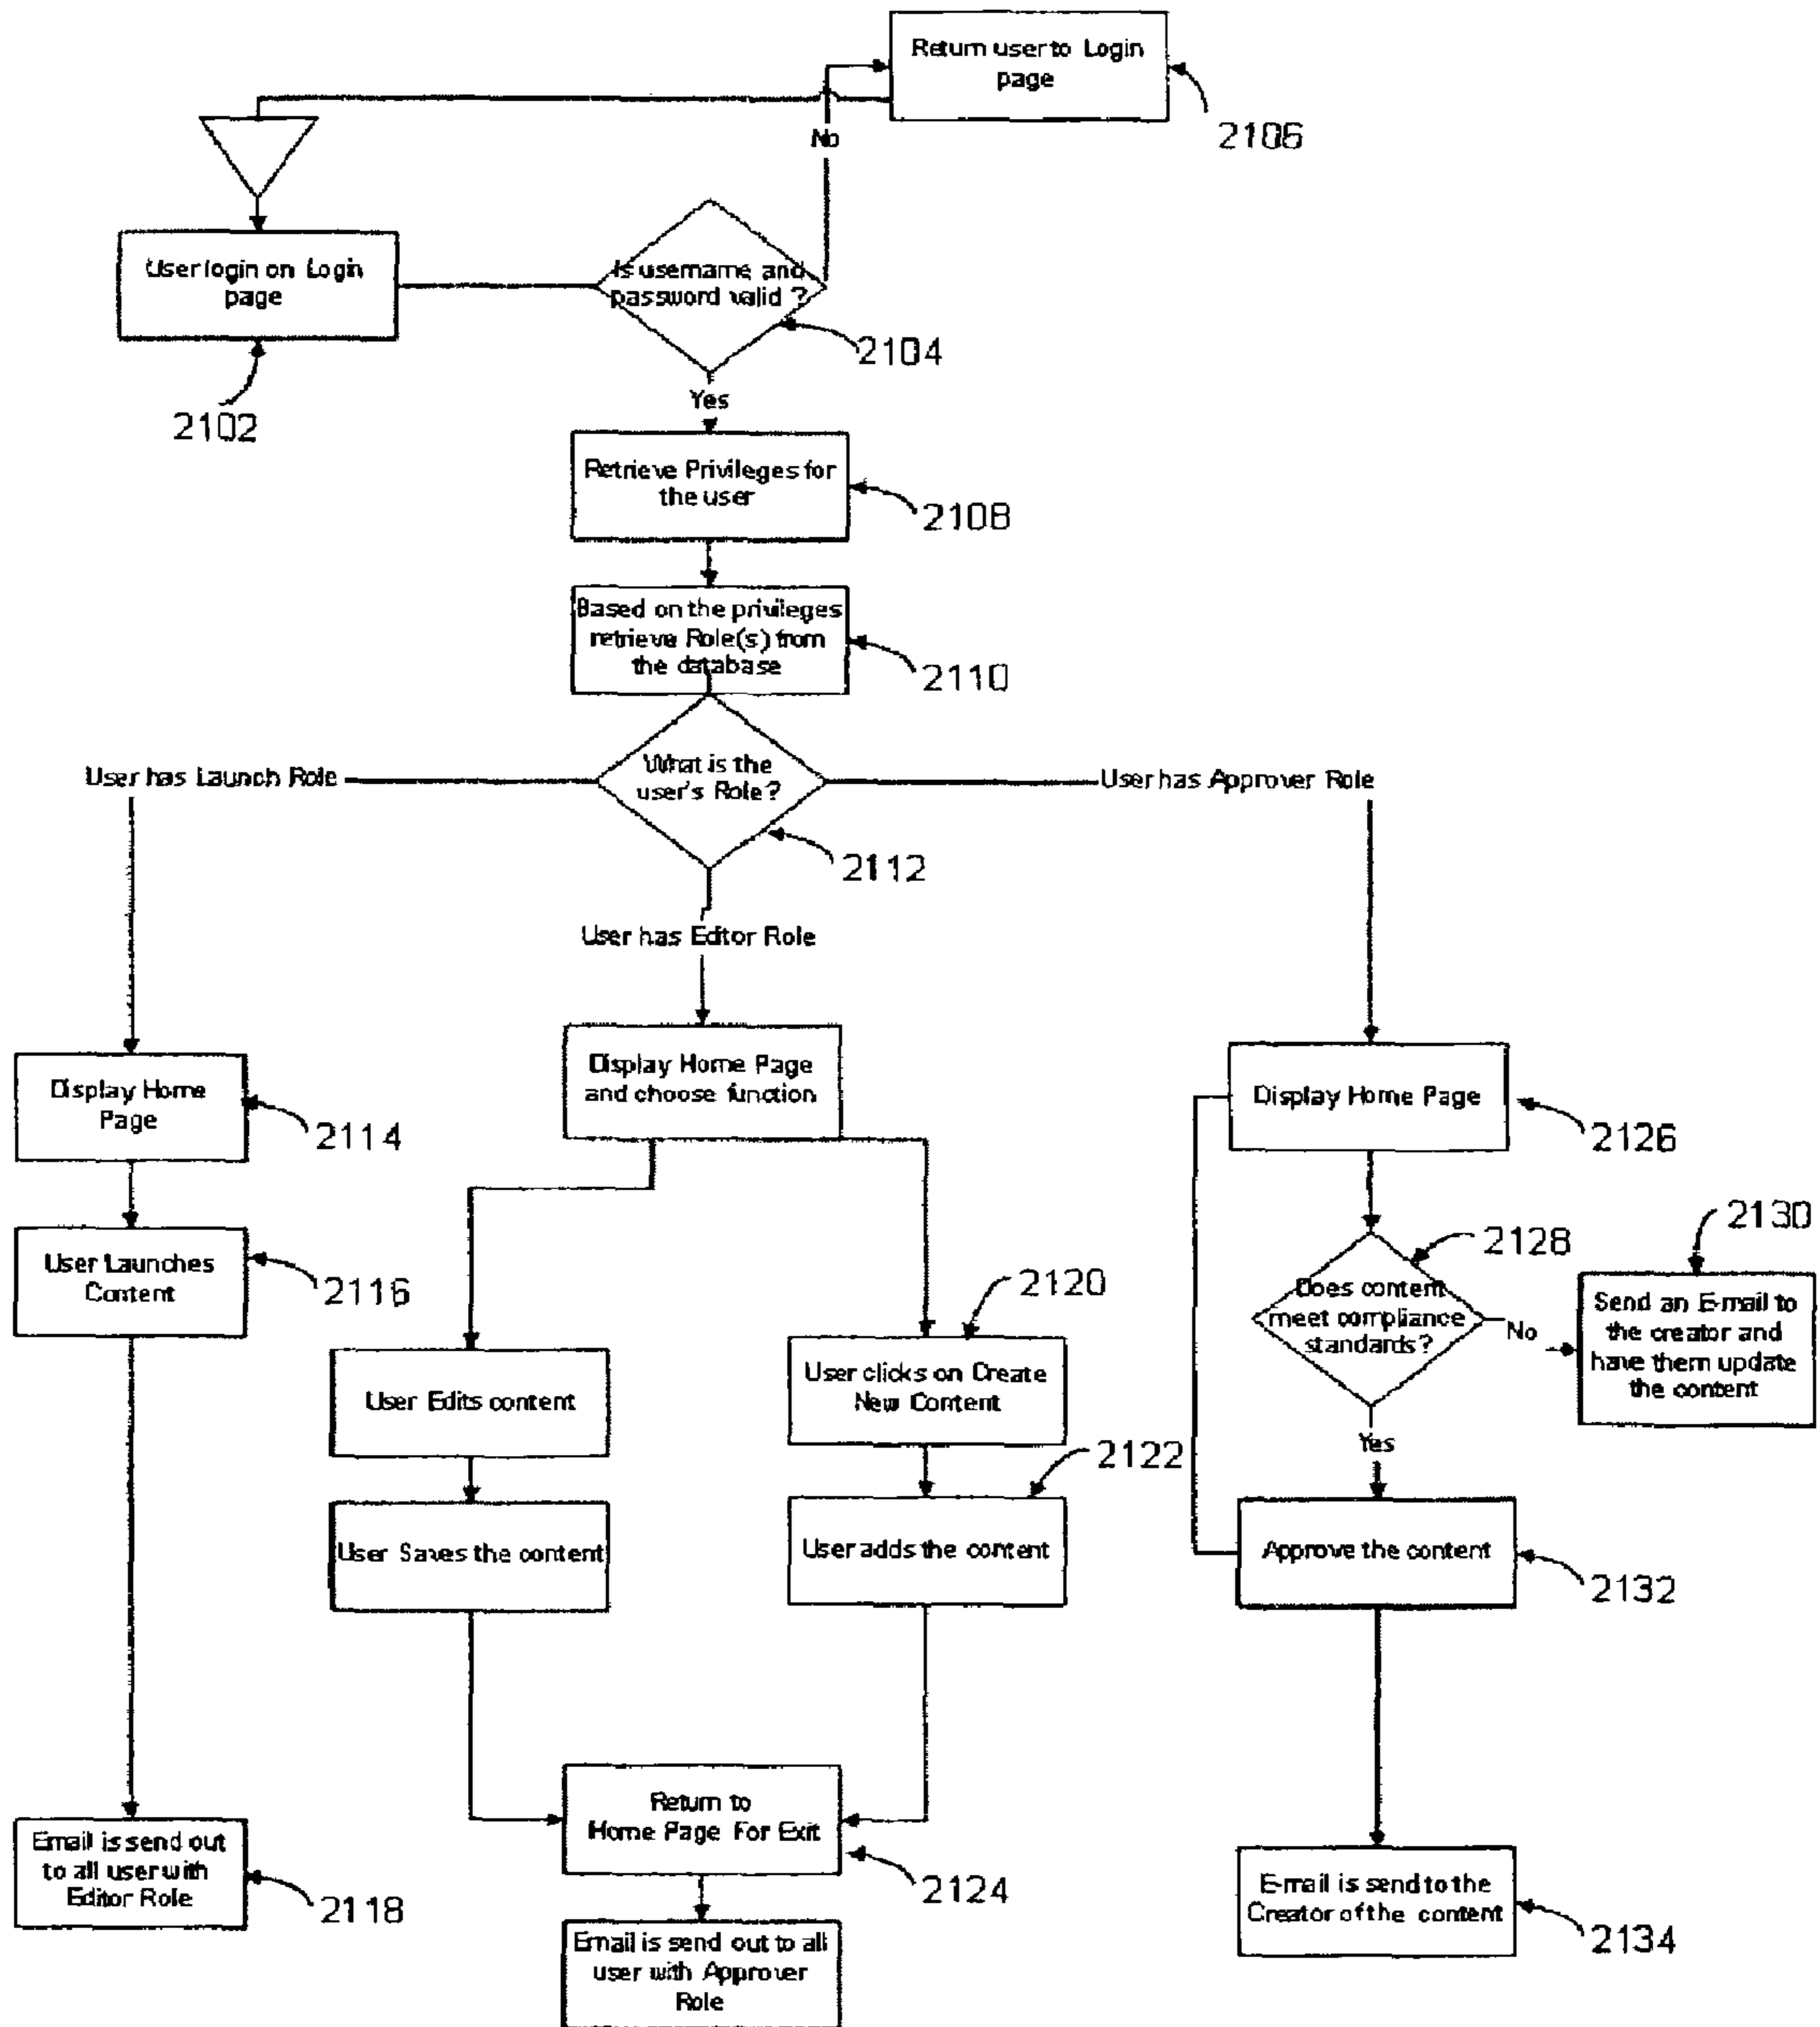 Return user to Login
page
2106
No
User login on Login
page
2102
Is username and
password valid ?
2104
Yes
Retrieve Privileges for
the user
2108
Based on the privileges
retrieve Role(s) from
the database
2110
User has Launch Role
What is the
user's Role?
2112
User has Approver Role
User has Editor Role
Display Home
Page
2114
Display Home Page
and choose function
Display Home Page
2126
User Launches
Content
2116
2120
2128
2130
Does content
meet compliance
standards?
No
Send an E-mail to
the creator and
have them update
the content
User Edits content
User clicks on Create
New Content
2122
Yes
User Saves the content
User adds the content
Approve the content
2132
Return to
Home Page For Exit
2124
Email is send out
to all user with
Editor Role
2118
E-mail is send to the
Creator of the content
2134
Email is send out to all
user with Approver
Role